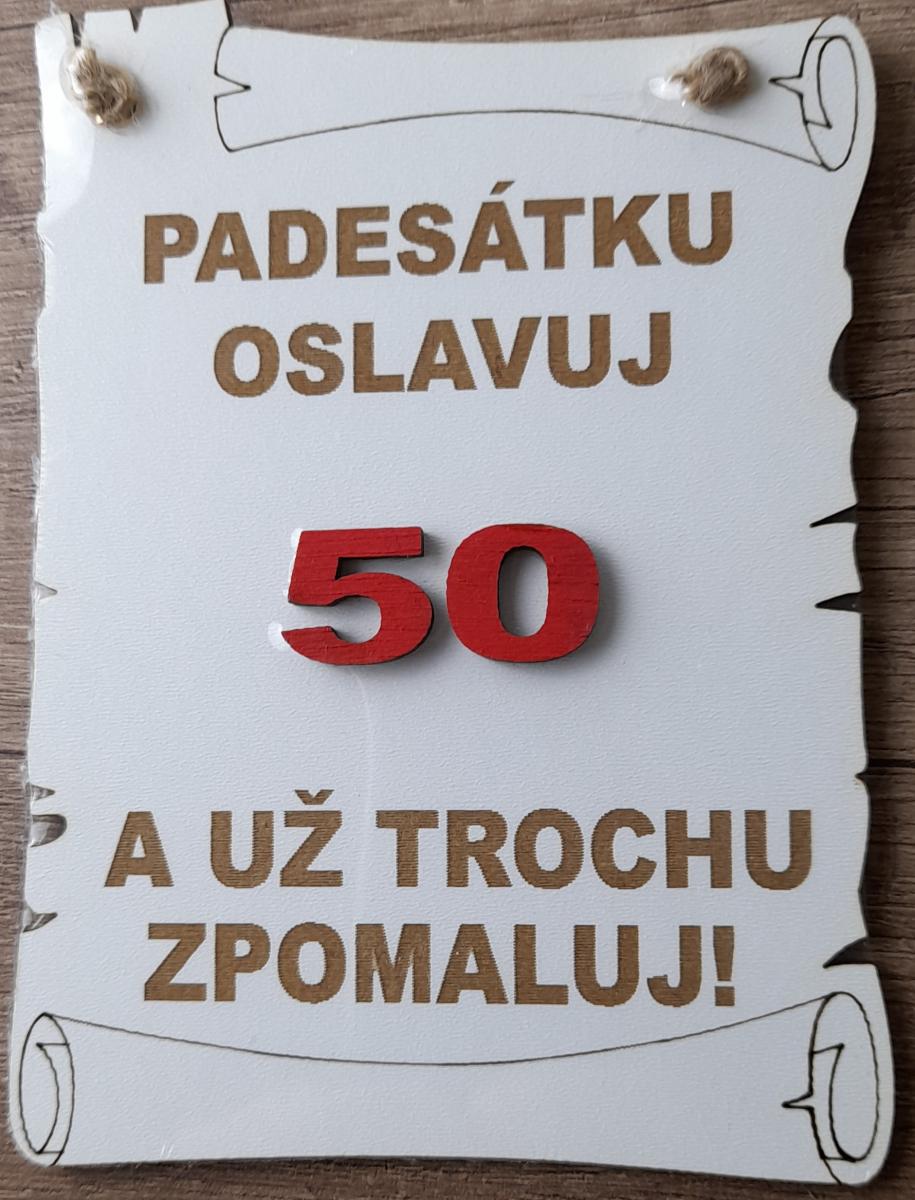 PADESÁTKU
OSLAVUJ
50
A UŽ TROCHU
ZPOMALUJ!